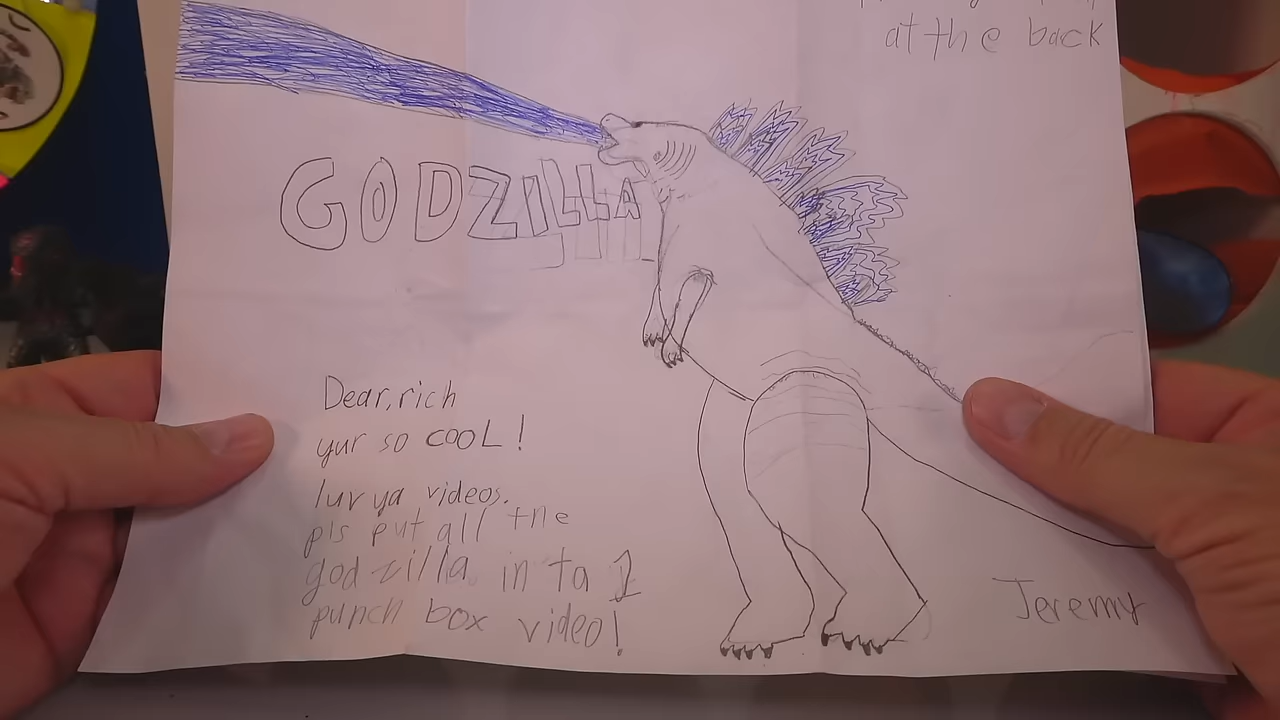 at the back
GODZILLA
Dear, rich
yur so cooL!
luv ya videos.
pls put all the
godzilla in ta 1
punch box video!
Jeremy